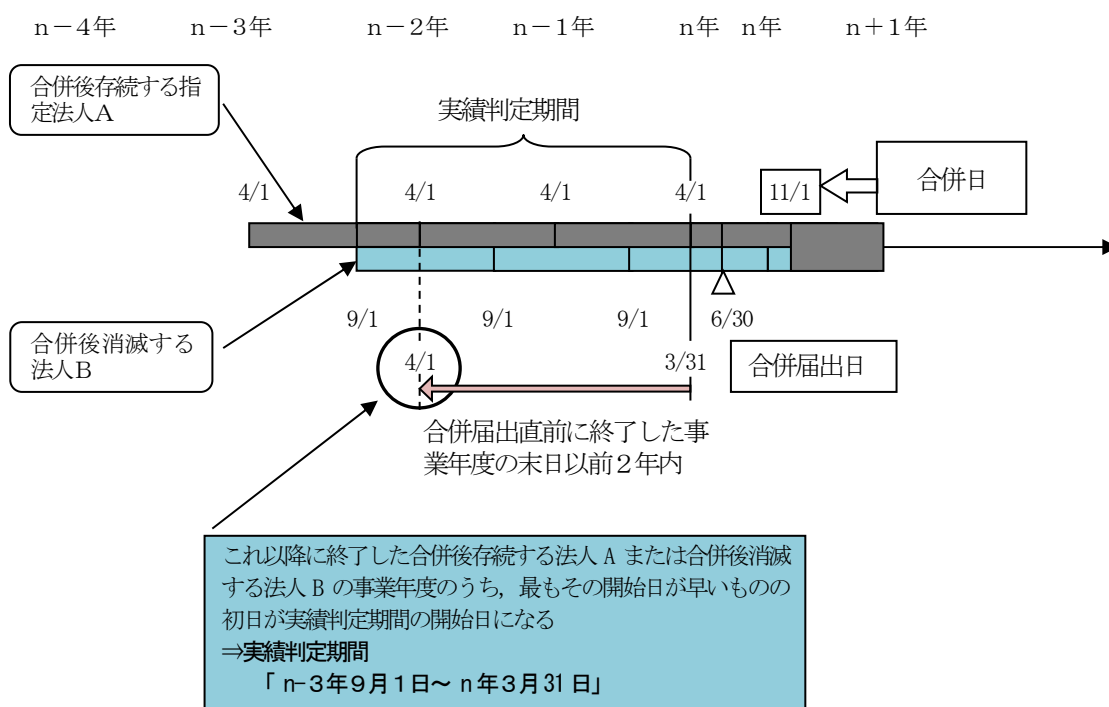 n－4年 n－3年 n－2年 n－1年 n年 n年 n＋1年
合併後存続する指
定法人Ａ
実績判定期間
合併日
4/1 4/1 4/1 4/1 11/1
9/1 9/1 9/1 6/30
合併後消滅する
法人Ｂ
4/1 3/31 合併届出日
合併届出直前に終了した事
業年度の末日以前２年内
これ以降に終了した合併後存続する法人 A または合併後消滅
する法人 B の事業年度のうち，最もその開始日が早いものの
初日が実績判定期間の開始日になる
⇒実績判定期間
「 n-３年９月１日～ n 年３月 31 日」